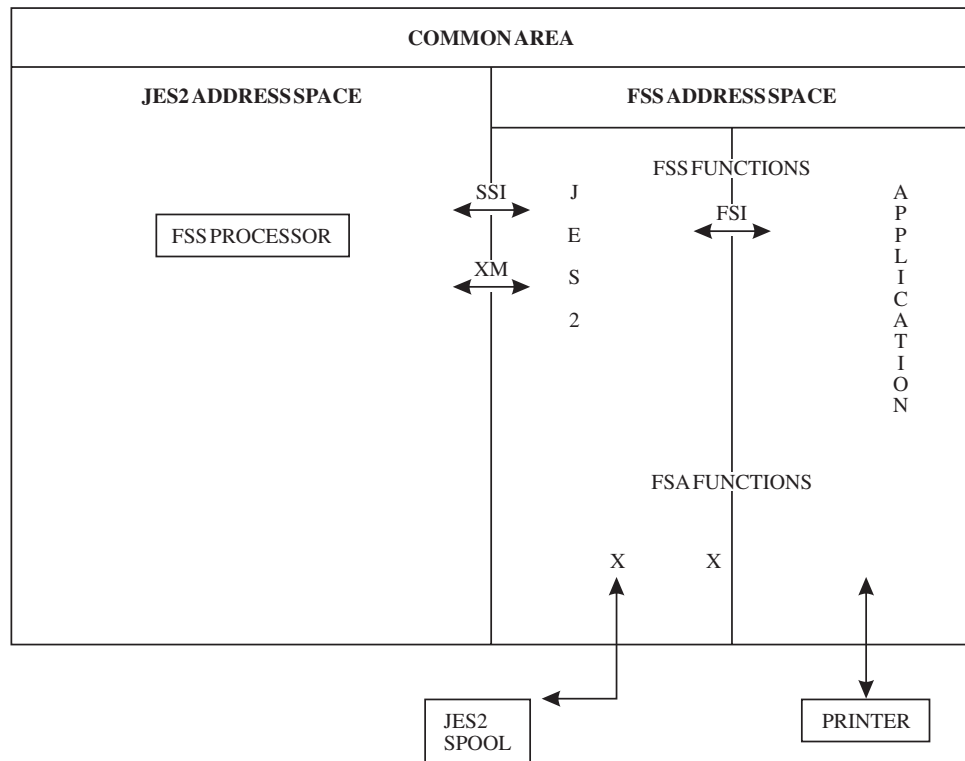 COMMON AREA
JES2 ADDRESS SPACE
FSS ADDRESS SPACE
FSS FUNCTIONS
SSI
FSI
XM
FSS PROCESSOR
J
E
S
2
A
P
P
L
I
C
A
T
I
O
N
FSA FUNCTIONS
X X
JES2
SPOOL
PRINTER